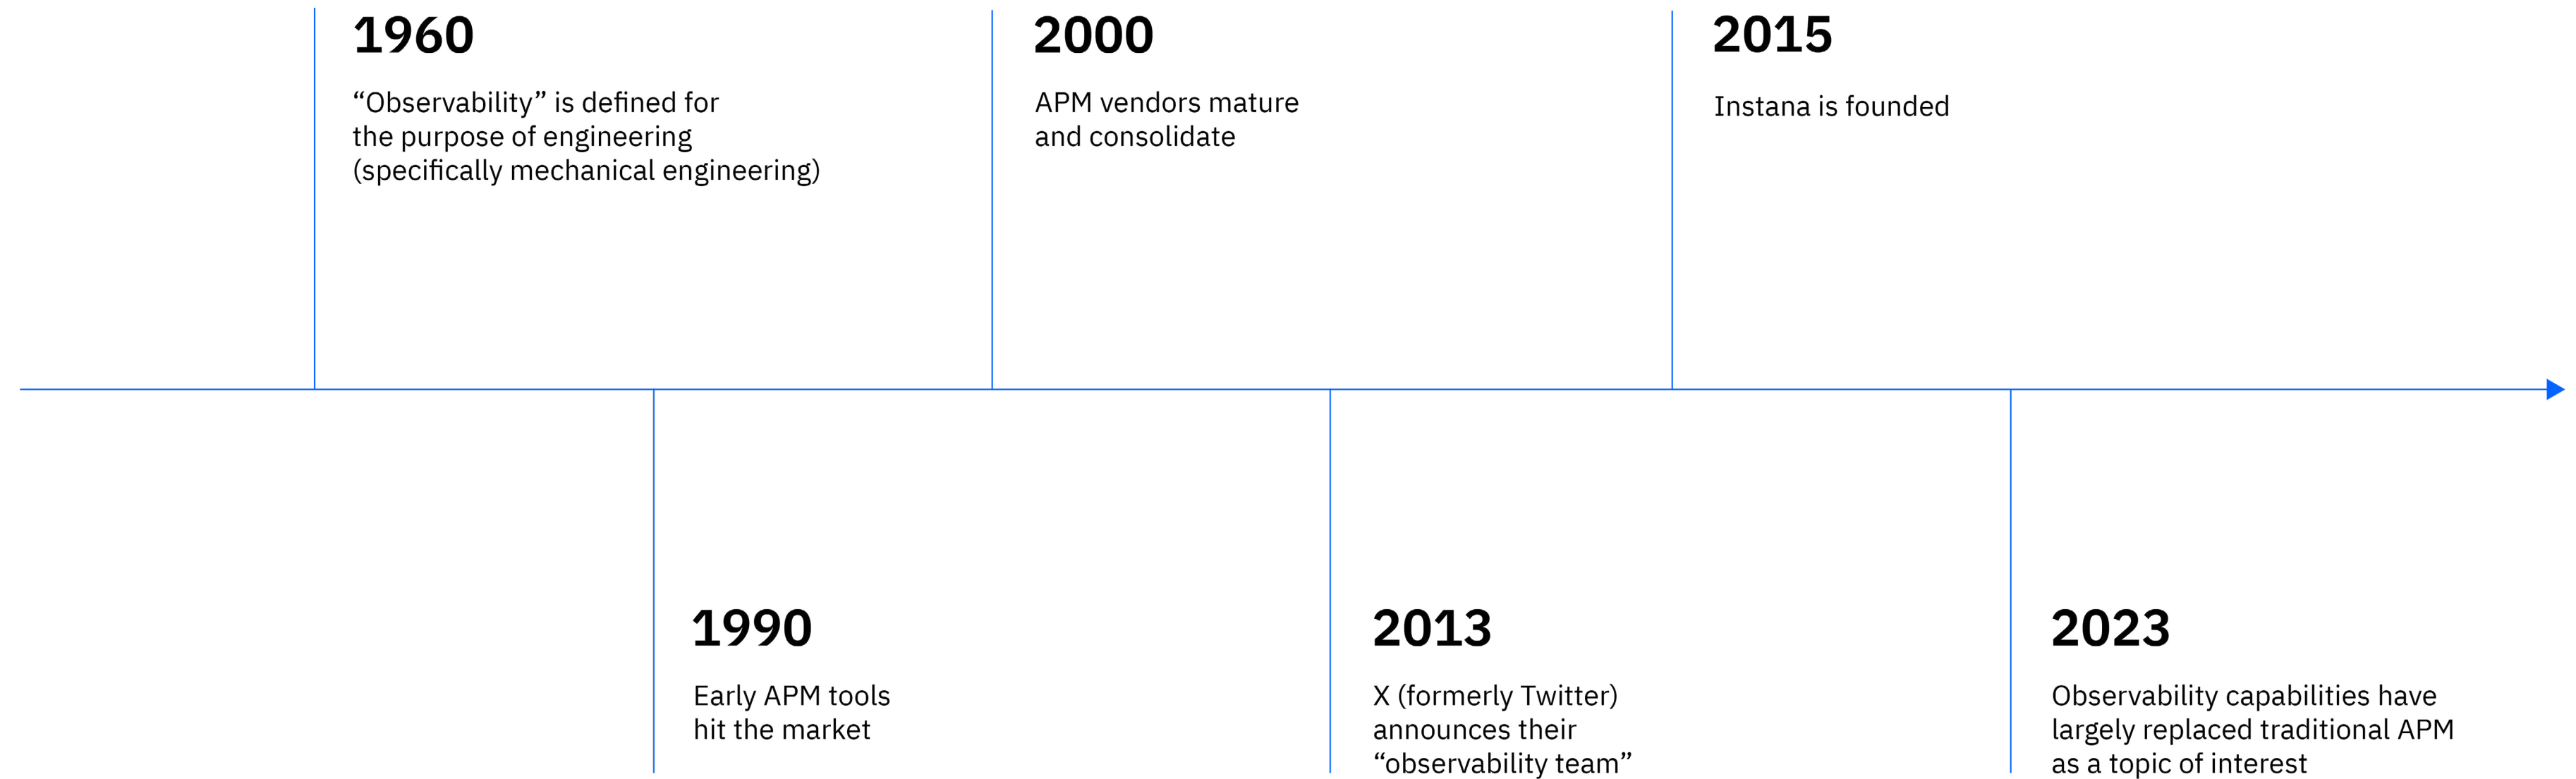 1960
“Observability” is defined for
the purpose of engineering
(specifically mechanical engineering)
2000
APM vendors mature
and consolidate
2015
Instana is founded
1990
Early APM tools
hit the market
2013
X (formerly Twitter)
announces their
“observability team”
2023
Observability capabilities have
largely replaced traditional APM
as a topic of interest